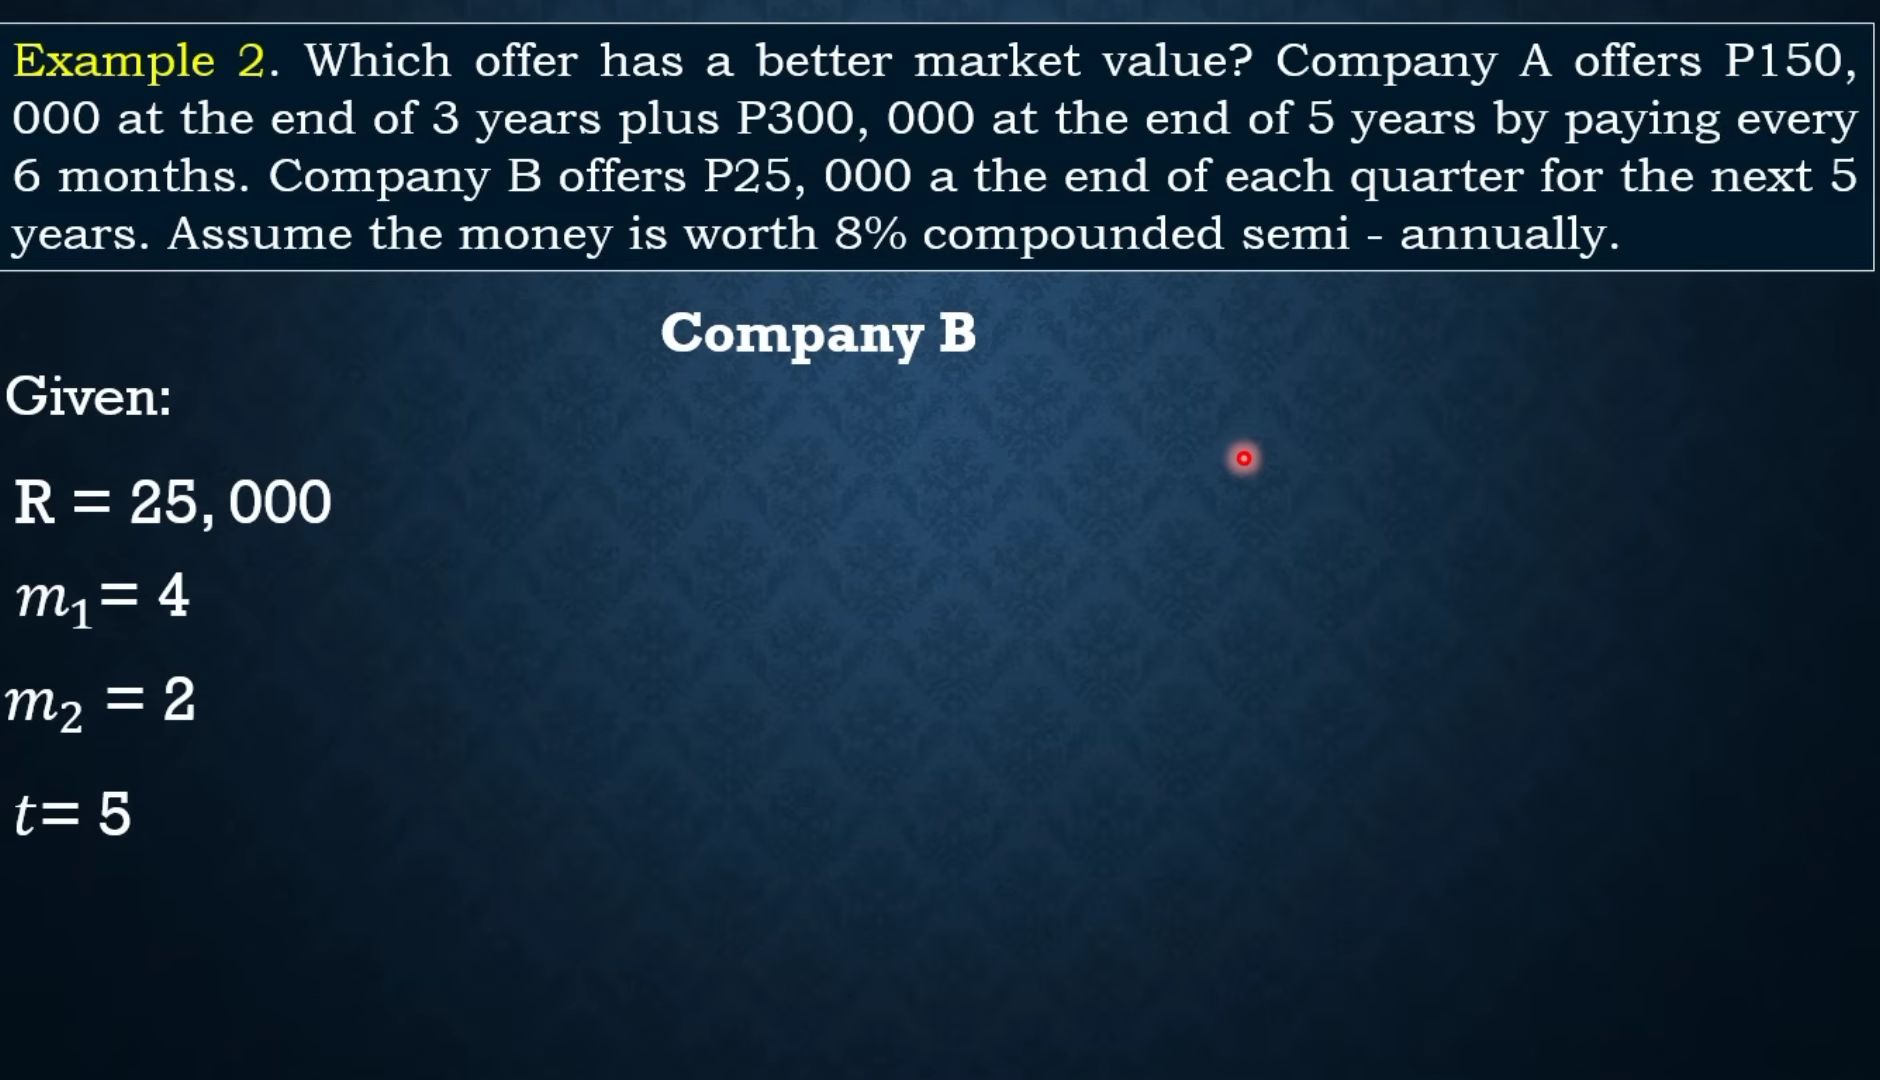 Example 2. Which offer has a better market value? Company A offers P150,
000 at the end of 3 years plus P300, 000 at the end of 5 years by paying every
6 months. Company B offers P25, 000 a the end of each quarter for the next 5
years. Assume the money is worth 8% compounded semi - annually.
Company B
Given:
R = 25, 000
m₁= 4
m₂ = 2
t= 5